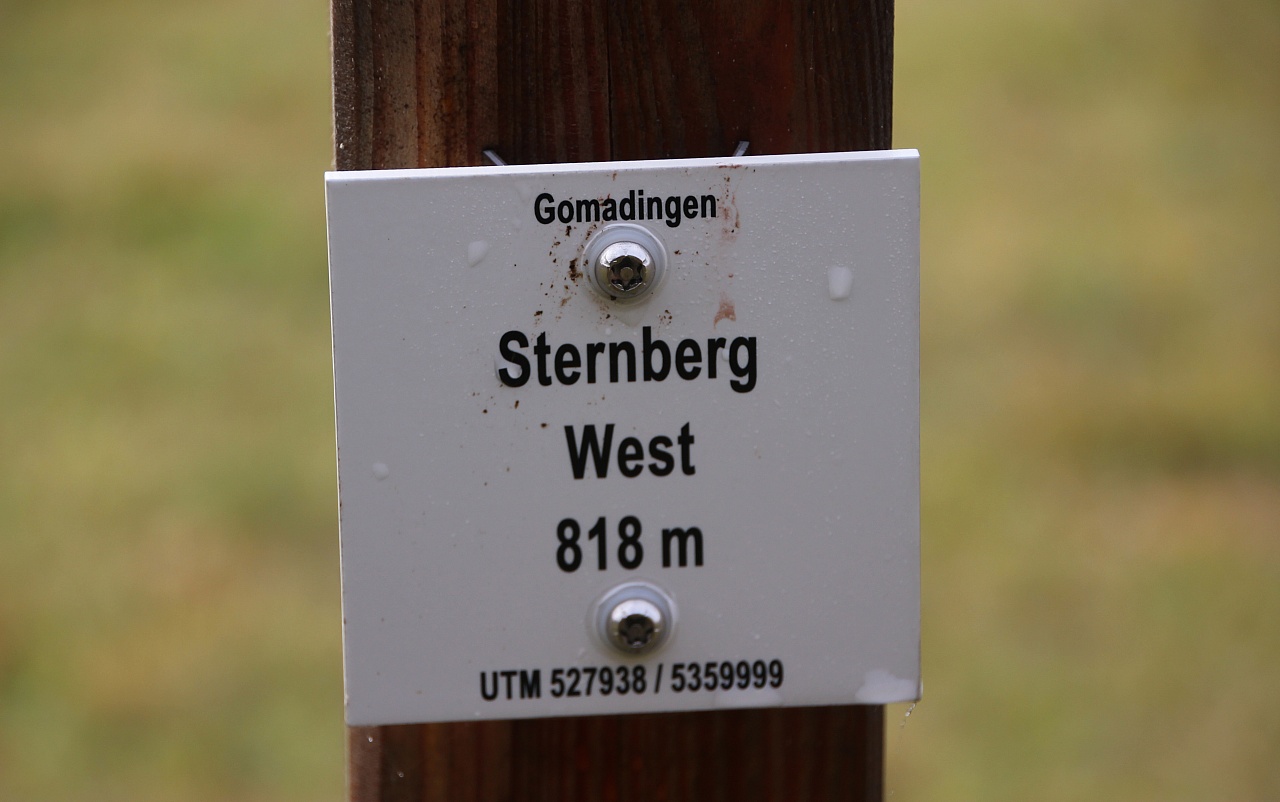 Gomadingen
Sternberg
West
818 m
UTM 527938 / 5359999